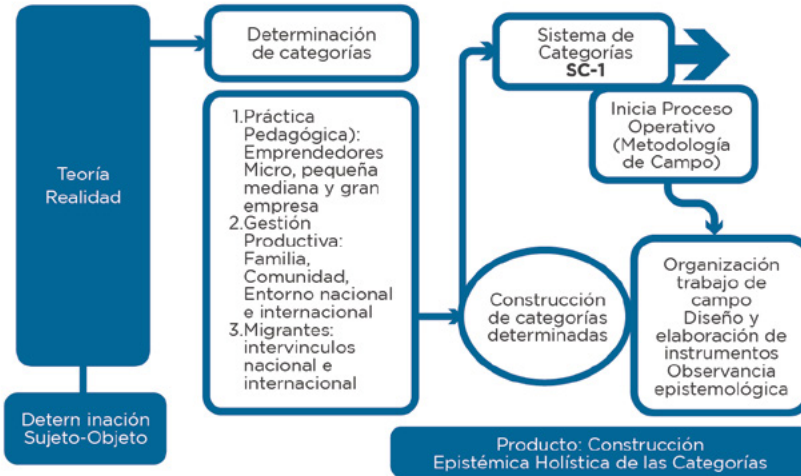 Teoría
Realidad
Detern inación
Sujeto-Objeto
Determinación
de categorías
1.Práctica
Pedagógica):
Emprendedores
Micro, pequeña
mediana y gran
empresa
2.Gestión
Productiva:
Familia,
Comunidad,
Entorno nacional
e internacional
3.Migrantes:
intervinculos
nacional e
internacional
Construcción
de categorías
determinadas
Sistema de
Categorías
SC-1
Inicia Proceso
Operativo
(Metodología
de Campo)
Organización
trabajo de
campo
Diseño y
elaboración de
instrumentos
Observancia
epistemológica
Producto: Construcción
Epistémica Holística de las Categorías